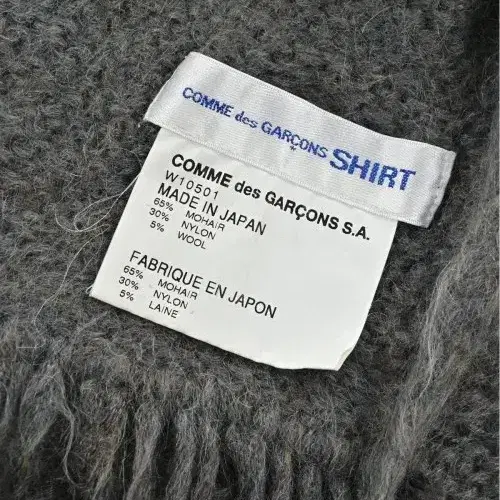 COMME des GARÇONS SHIRT
COMME des GARÇONS S.A.
W10501
MADE IN JAPAN
65% MOHAIR
30% NYLON
5% WOOL
FABRIQUE EN JAPON
65% MOHAIR
30% NYLON
5% LAINE